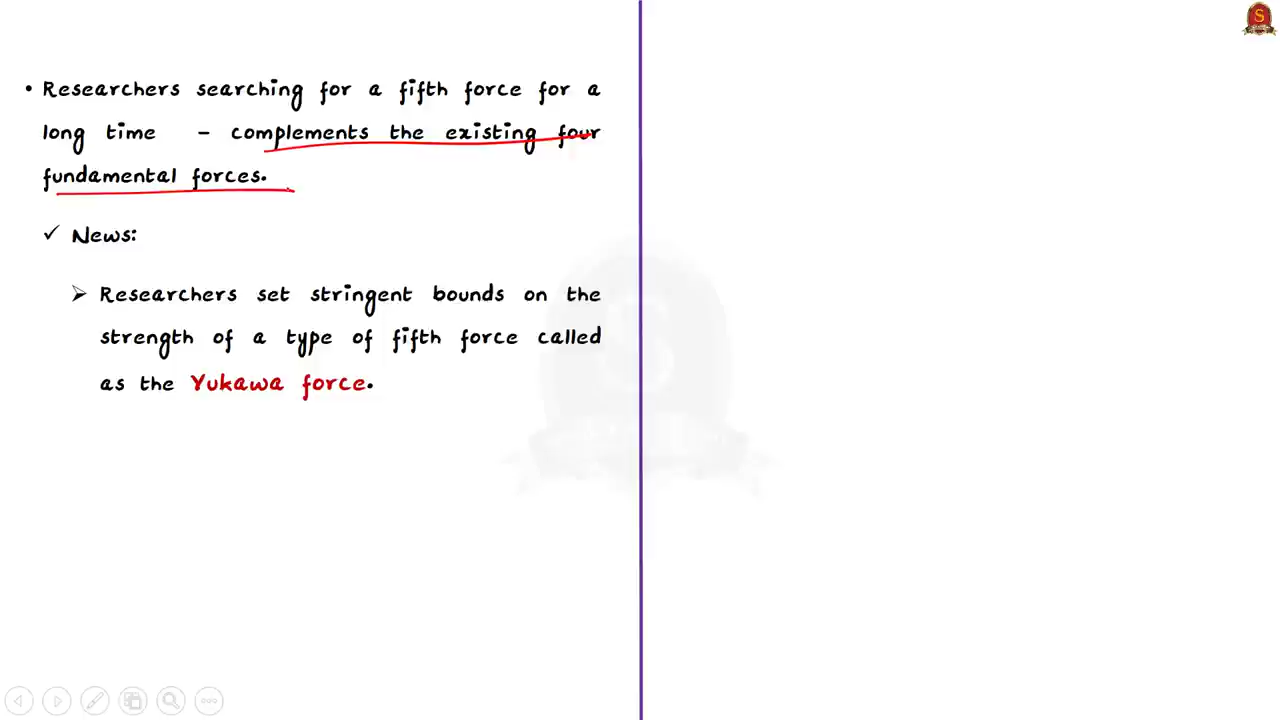 • Researchers searching for a fifth force for a
long time – complements the existing four
fundamental forces.
✓ News:
➢ Researchers set stringent bounds on the
strength of a type of fifth force called
as the Yukawa force.